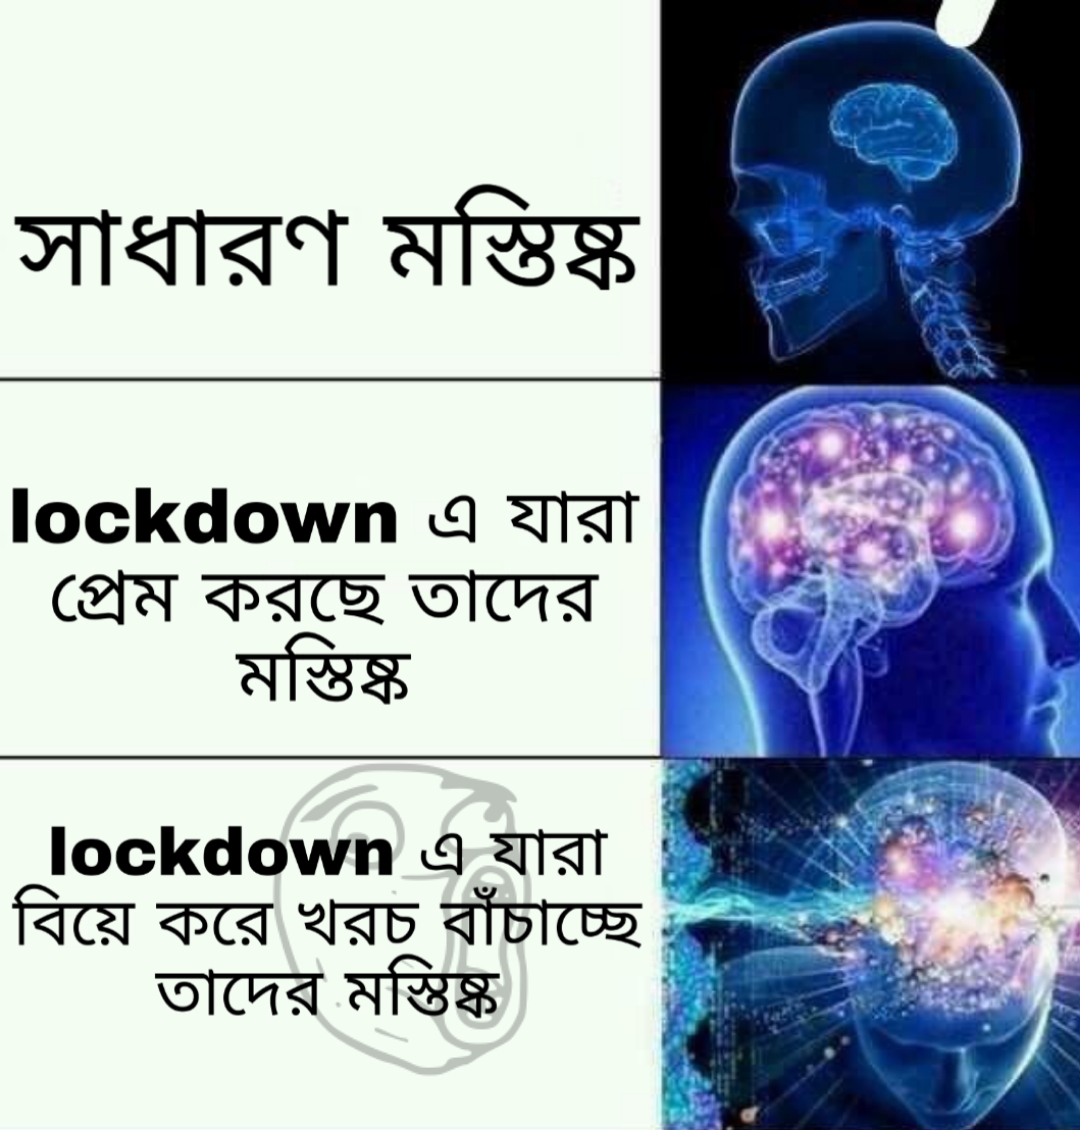 সাধারণ মস্তিষ্ক
lockdown এ যারা
প্রেম করছে তাদের
মস্তিষ্ক
lockdown এ যারা
বিয়ে করে খরচ বাঁচাচ্ছে
তাদের মস্তিষ্ক